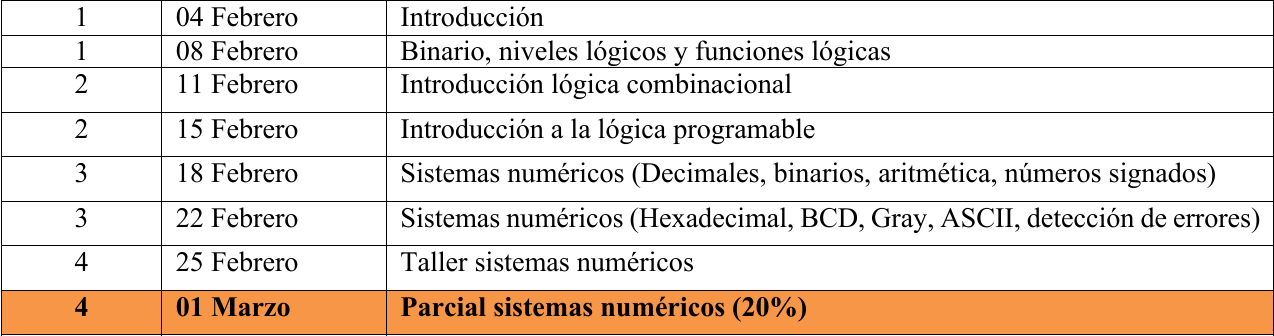 1 04 Febrero Introducción
1 08 Febrero Binario, niveles lógicos y funciones lógicas
2 11 Febrero Introducción lógica combinacional
2 15 Febrero Introducción a la lógica programable
3 18 Febrero Sistemas numéricos (Decimales, binarios, aritmética, números signados)
3 22 Febrero Sistemas numéricos (Hexadecimal, BCD, Gray, ASCII, detección de errores)
4 25 Febrero Taller sistemas numéricos
4 01 Marzo Parcial sistemas numéricos (20%)